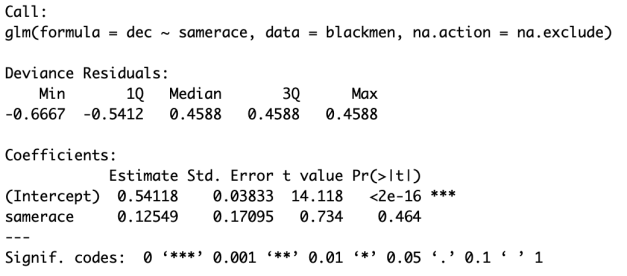 Call:
glm(formula = dec ~ samerace, data = blackmen, na.action = na.exclude)
Deviance Residuals:
Min 1Q Median 3Q Max
-0.6667 -0.5412 0.4588 0.4588 0.4588
Coefficients:
Estimate Std. Error t value Pr(>|t|)
(Intercept) 0.54118 0.03833 14.118 <2e-16 ***
samerace 0.12549 0.17095 0.734 0.464
---
Signif. codes: 0 ‘***’ 0.001 ‘**’ 0.01 ‘*’ 0.05 ‘.’ 0.1 ‘ ’ 1